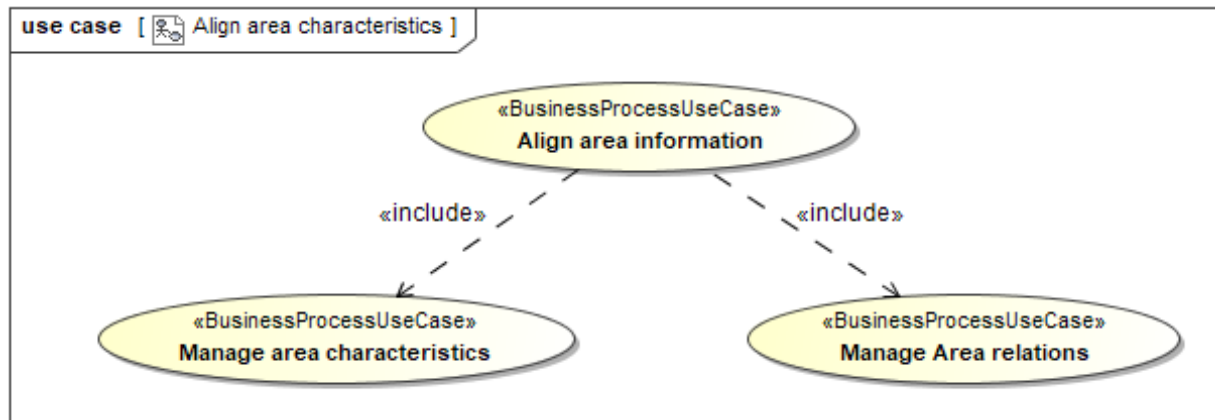 use case [ Align area characteristics ]
«BusinessProcessUseCase»
Align area information
«include» «include»
«BusinessProcessUseCase» «BusinessProcessUseCase»
Manage area characteristics Manage Area relations